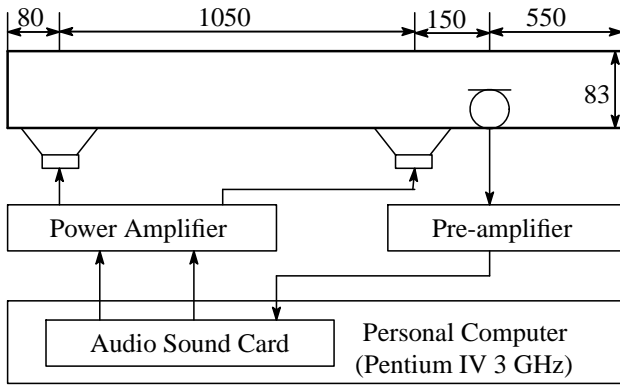 80 1050 150 550
83
Power Amplifier
Pre-amplifier
Audio Sound Card
Personal Computer
(Pentium IV 3 GHz)